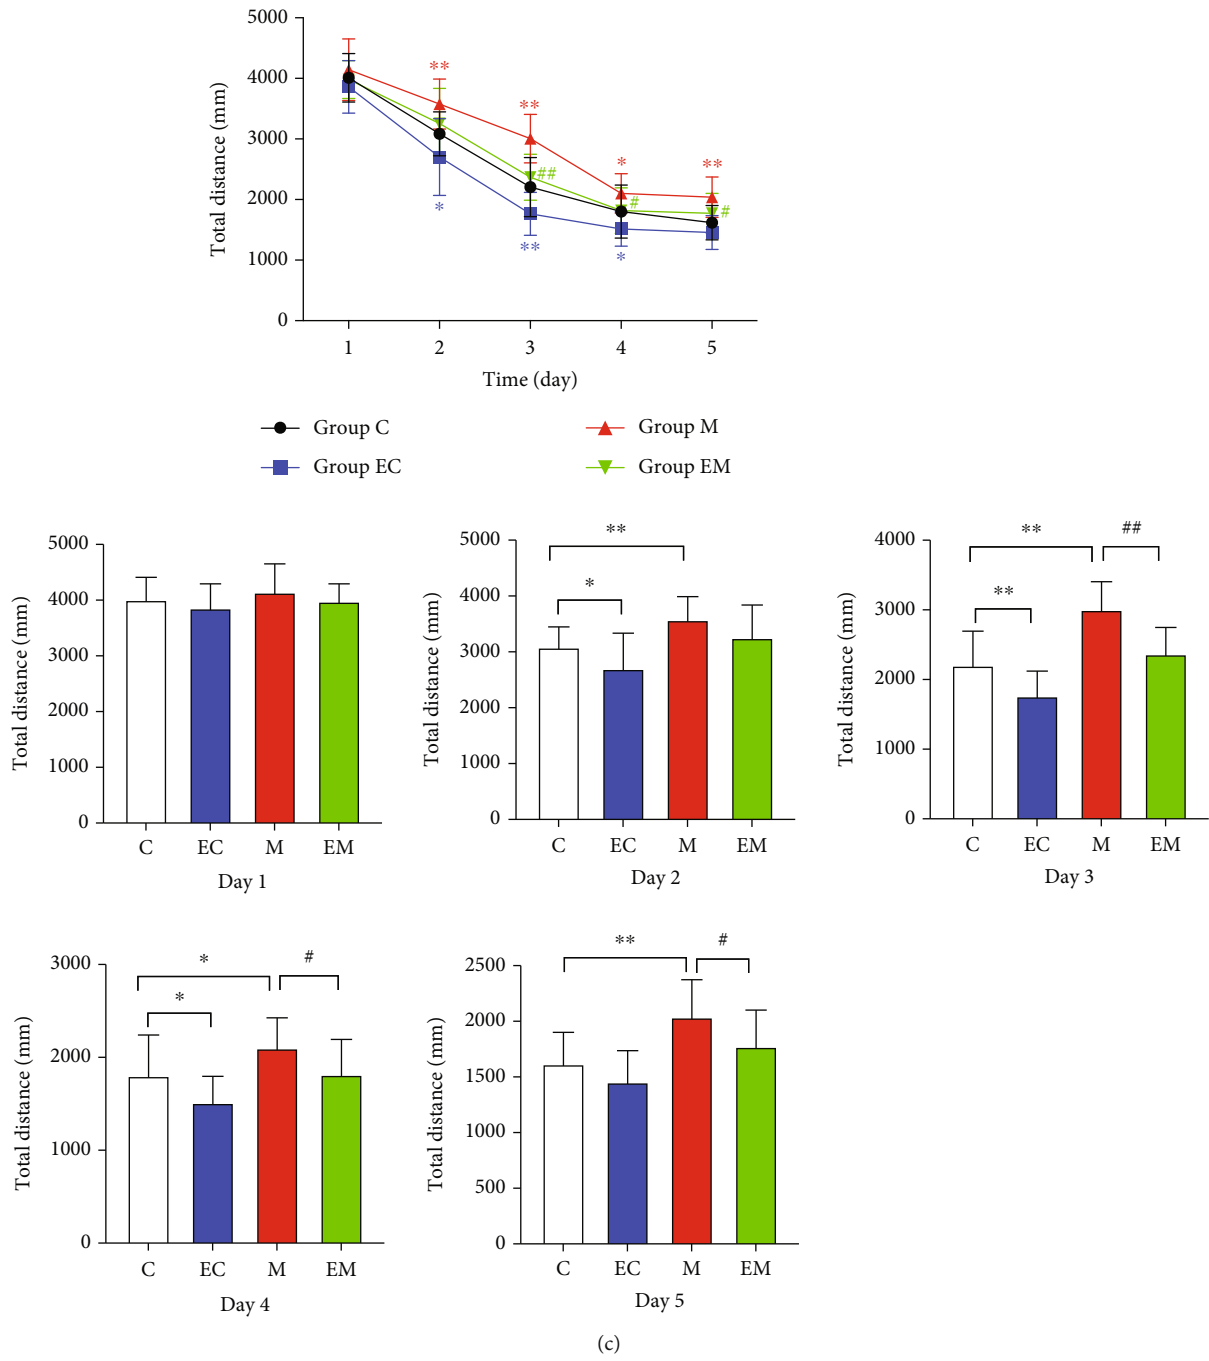 5000
4000
3000
2000
1000
0
Total distance (mm)
** ** * **
## # #
* ** *
1 2 3 4 5
Time (day)
Group C Group M
Group EC Group EM
5000
4000
3000
2000
1000
0
Total distance (mm)
C EC M EM
Day 1
5000
4000
3000
2000
1000
0
Total distance (mm)
**
*
C EC M EM
Day 2
4000
3000
2000
1000
0
Total distance (mm)
** ##
**
C EC M EM
Day 3
3000
2000
1000
0
Total distance (mm)
* #
*
C EC M EM
Day 4
2500
2000
1500
1000
500
0
Total distance (mm)
** #
C EC M EM
Day 5
(c)